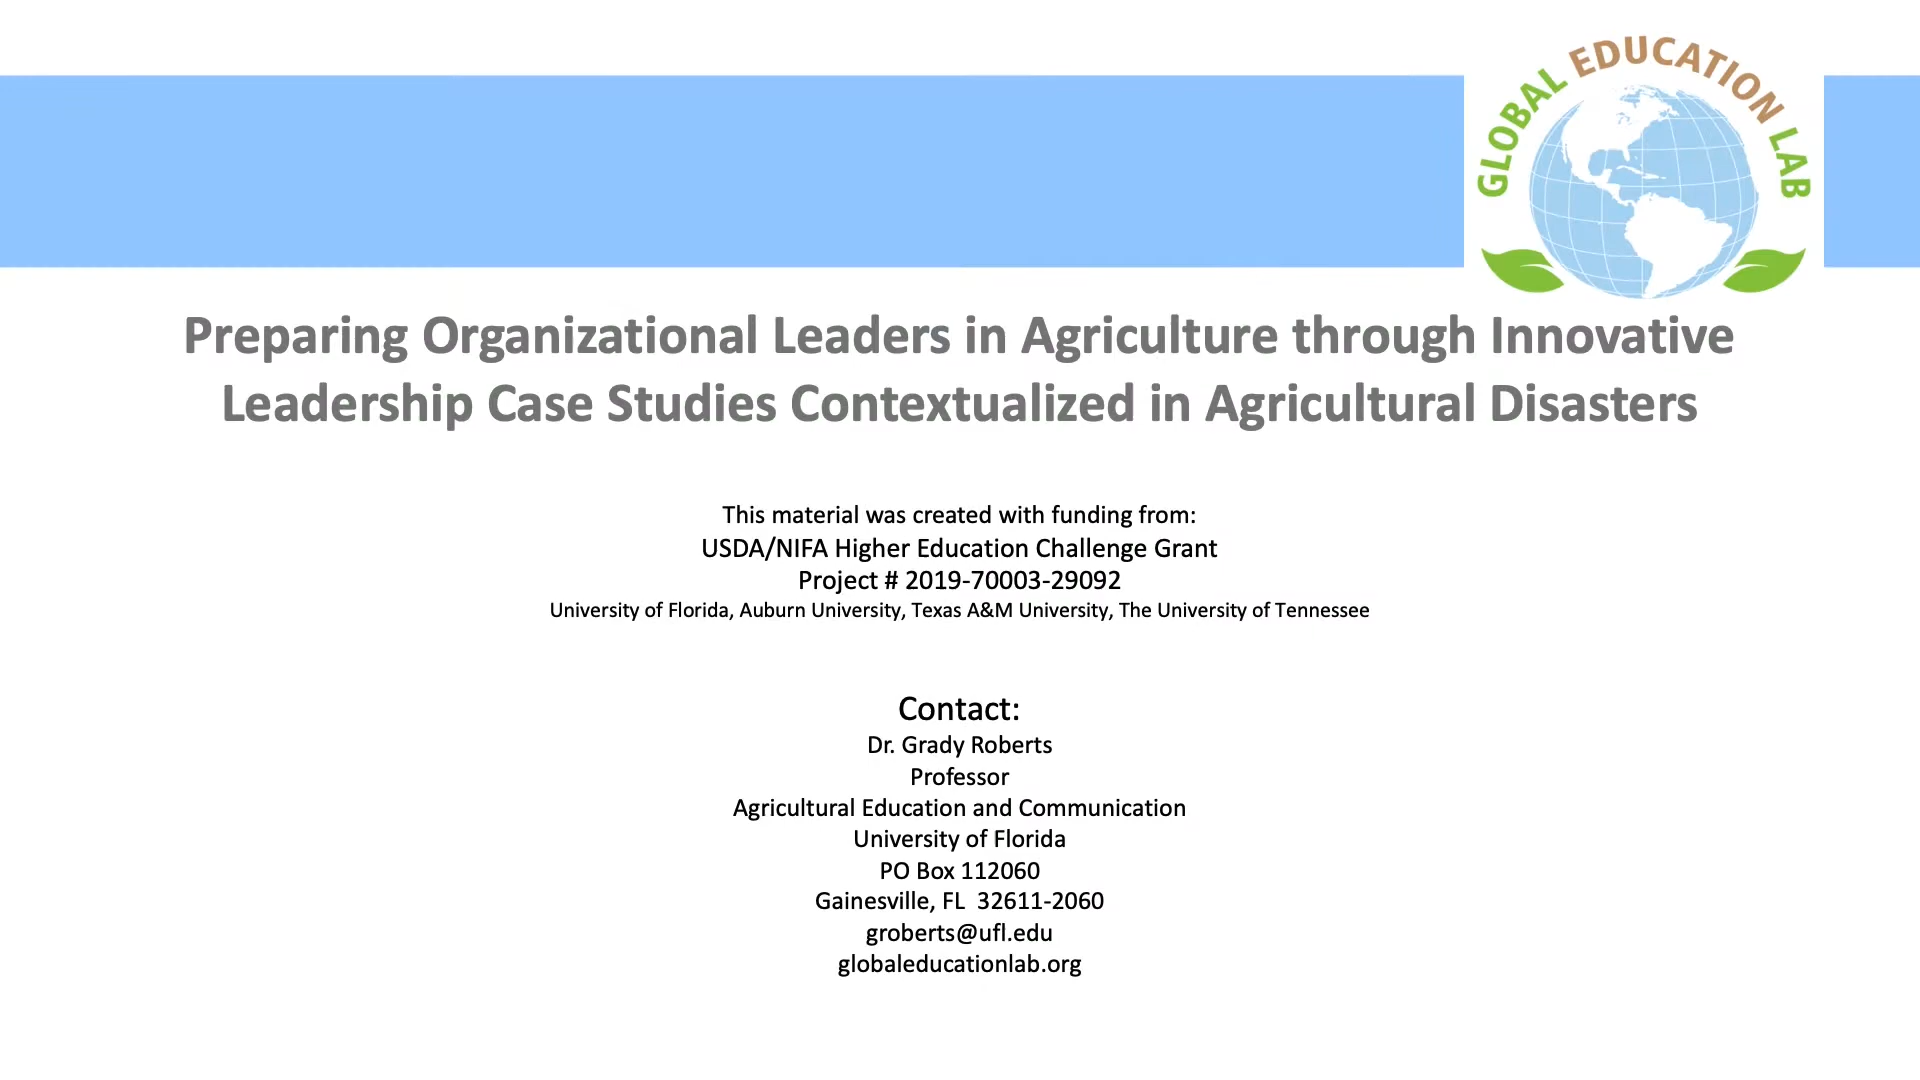 GLOBAL EDUCATION LAB
Preparing Organizational Leaders in Agriculture through Innovative
Leadership Case Studies Contextualized in Agricultural Disasters
This material was created with funding from:
USDA/NIFA Higher Education Challenge Grant
Project # 2019-70003-29092
University of Florida, Auburn University, Texas A&M University, The University of Tennessee
Contact:
Dr. Grady Roberts
Professor
Agricultural Education and Communication
University of Florida
PO Box 112060
Gainesville, FL  32611-2060
groberts@ufl.edu
globaleducationlab.org